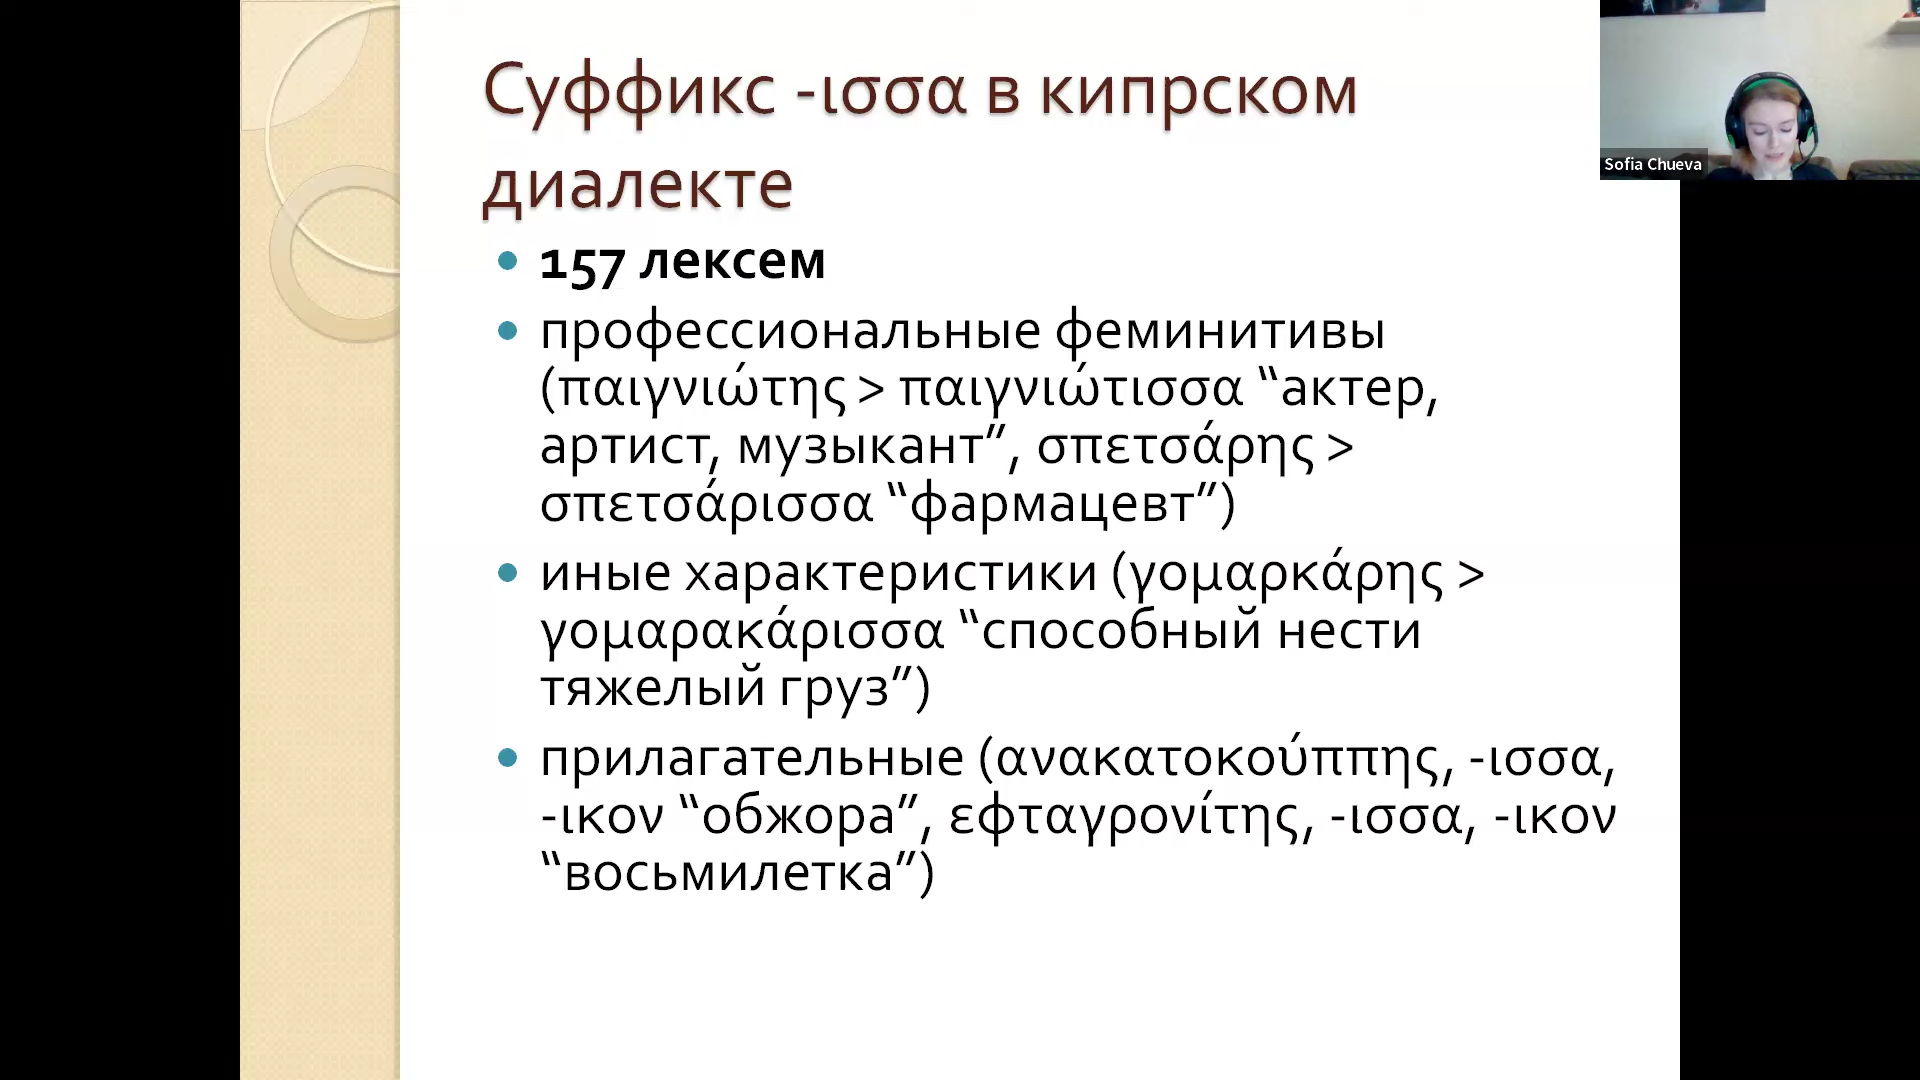 Суффикс -ισσα в кипрском
диалекте
157 лексем
профессиональные феминитивы
(παιγνιώτης > παιγνιώτισσα “актер,
артист, музыкант”, σπετσάρης >
σπετσάρισσα “фармацевт”)
иные характеристики (γομαρκάρης >
γομαρακάρισσα “способный нести
тяжелый груз”)
прилагательные (ανακατοκούππης, -ισσα,
-ικον “обжора”, εφταγρονίτης, -ισσα, -ικον
“восьмилетка”)
Sofia Chueva